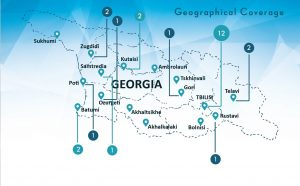 Geographical Coverage
2
1
2
1
12
2
Sukhumi
Zugdidi
Kutaisi
Ambrolauri
Samtredia
Tskhinvali
Poti
GEORGIA
Gori
Telavi
TBILISI
Ozurgeti
Batumi
Akhaltsikhe
Rustavi
Akhalkalaki
Bolnisi
1
2
1
1